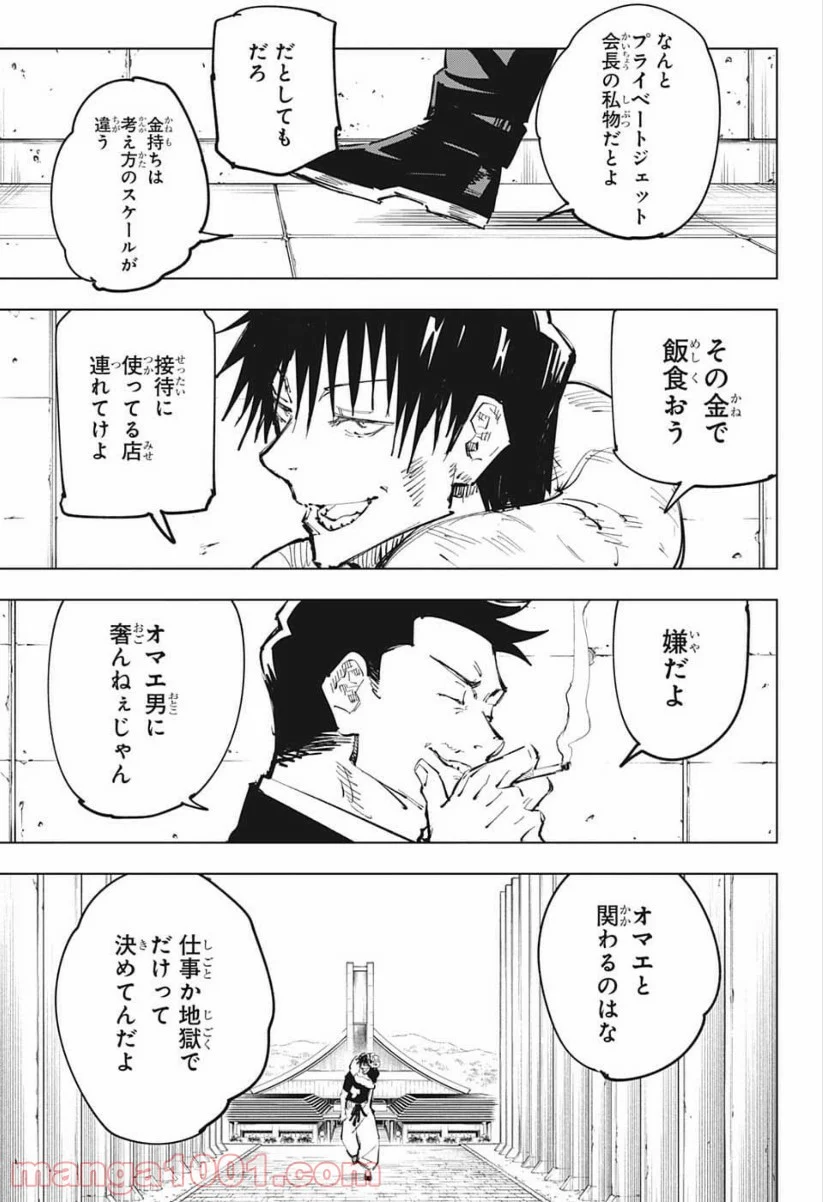 なんと
プライベートジェット
会長の私物だとよ
だとしても
だろ
金持ちは
考え方のスケールが
違う
その金で
飯食おう
接待に
使ってる店
連れてけよ
嫌だよ
オマエ男に
奢んねぇじゃん
オマエと
関わるのはな
仕事か地獄で
だけって
決めてんだよ
manga1001.com